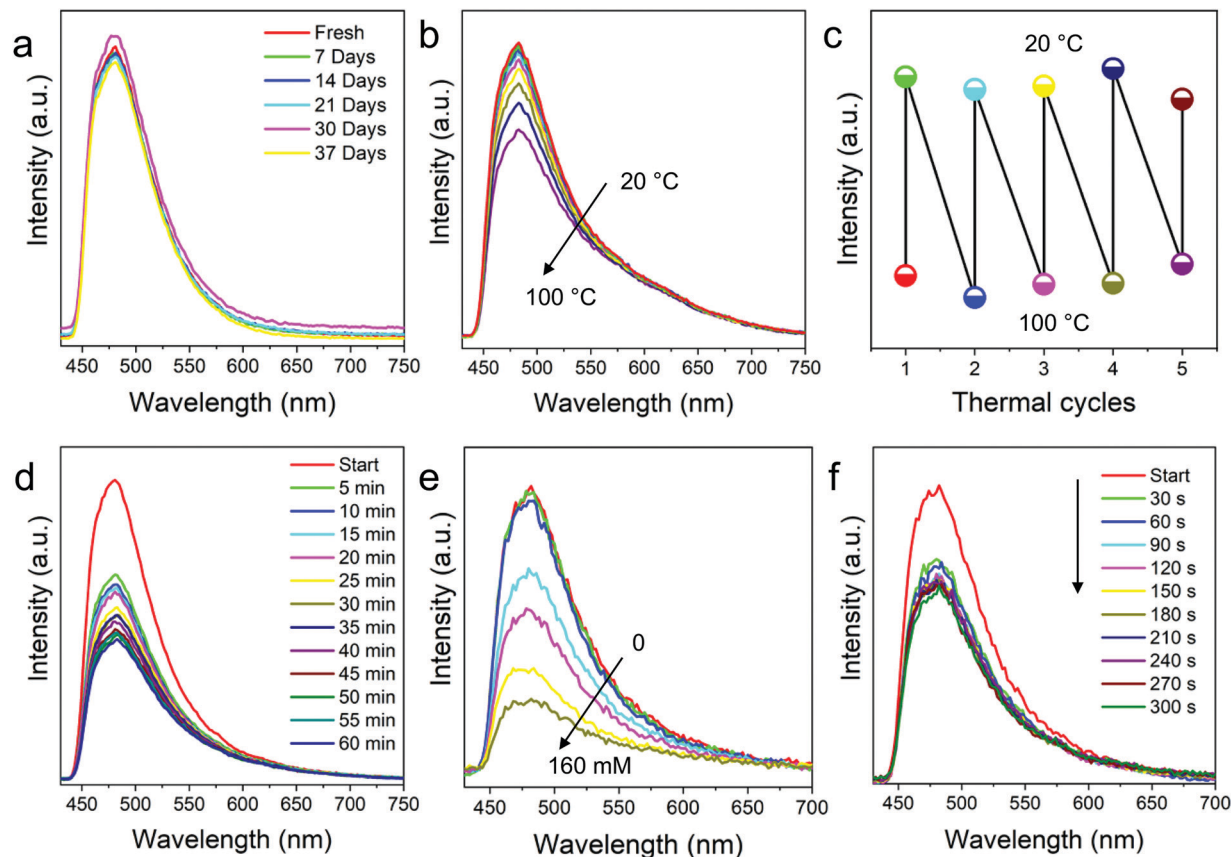 a
Intensity (a.u.)
Fresh
7 Days
14 Days
21 Days
30 Days
37 Days
450 500 550 600 650 700 750
Wavelength (nm)
b
Intensity (a.u.)
20 °C
100 °C
450 500 550 600 650 700 750
Wavelength (nm)
c
Intensity (a.u.)
20 °C
100 °C
1 2 3 4 5
Thermal cycles
d
Intensity (a.u.)
Start
5 min
10 min
15 min
20 min
25 min
30 min
35 min
40 min
45 min
50 min
55 min
60 min
450 500 550 600 650 700 750
Wavelength (nm)
e
Intensity (a.u.)
0
160 mM
450 500 550 600 650 700
Wavelength (nm)
f
Intensity (a.u.)
Start
30 s
60 s
90 s
120 s
150 s
180 s
210 s
240 s
270 s
300 s
450 500 550 600 650 700
Wavelength (nm)